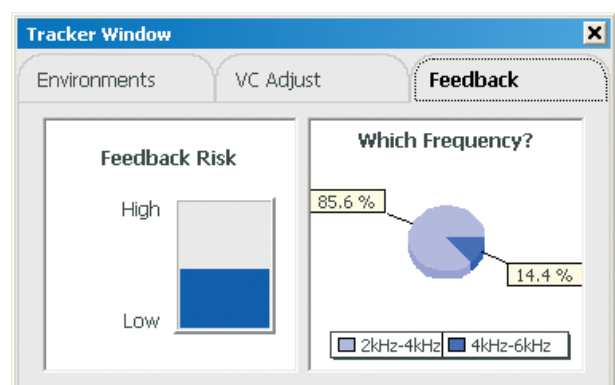 Tracker Window
Environments
VC Adjust
Feedback
Feedback Risk
High
Low
Which Frequency?
85.6 %
14.4 %
2kHz-4kHz
4kHz-6kHz